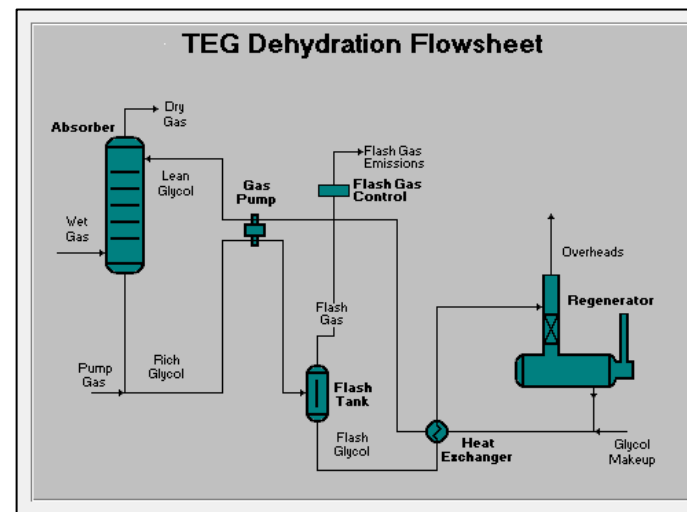 TEG Dehydration Flowsheet
Dry
Gas
Absorber
Lean
Glycol
Gas
Pump
Flash Gas
Emissions
Flash Gas
Control
Wet
Gas
Overheads
Regenerator
Flash
Gas
Pump
Gas
Rich
Glycol
Flash
Tank
Flash
Glycol
Heat
Exchanger
Glycol
Makeup